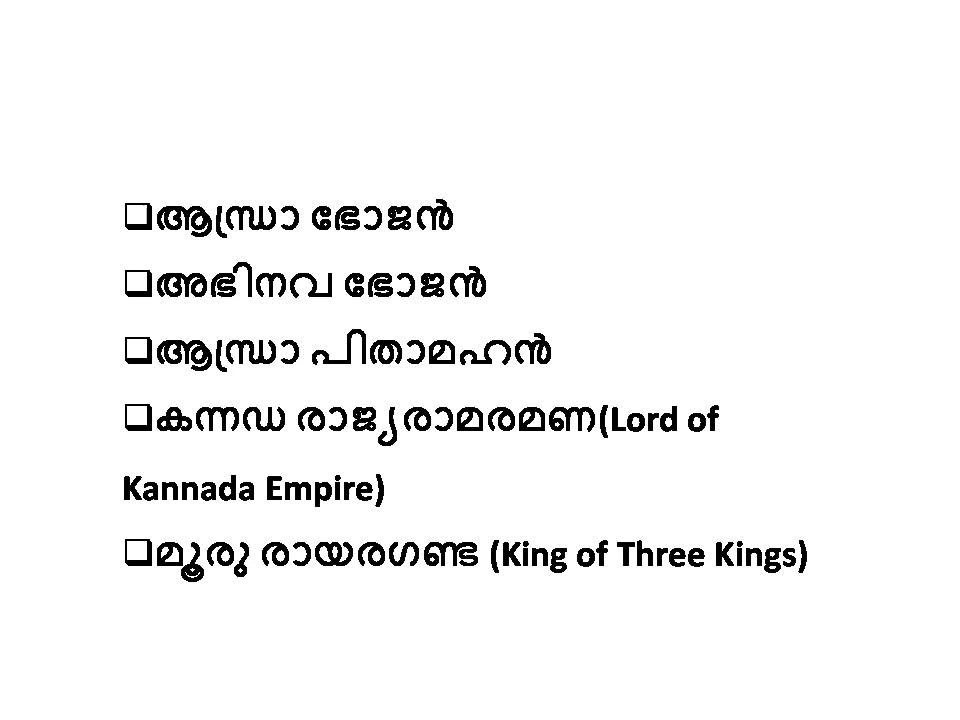 ❑ആന്ധ്രാ ഭോജൻ
❑അഭിനവ ഭോജൻ
❑ആന്ധ്രാ പിതാമഹൻ
❑കന്നഡ രാജ്യരാമരമണ(Lord of
Kannada Empire)
❑മൂരു രായരഗണ്ട (King of Three Kings)